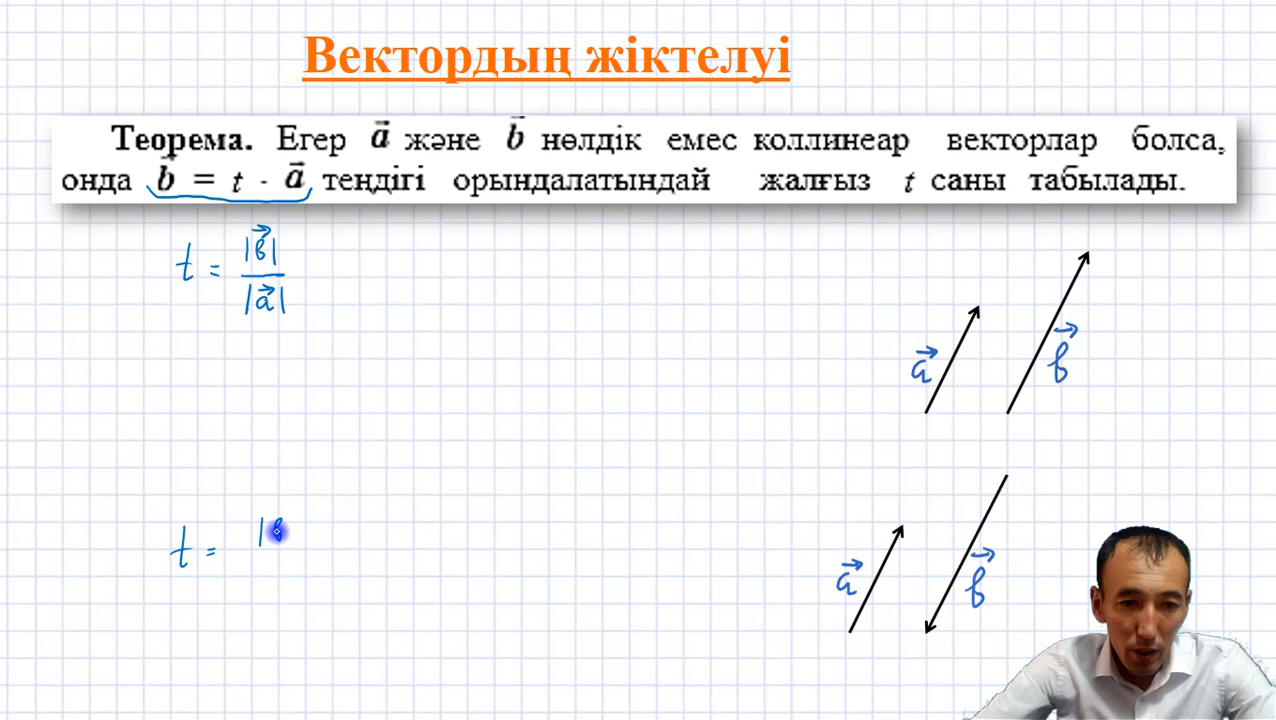 Вектордың жіктелуі
Теорема. Егер a⃗ және b⃗ нөлдік емес коллинеар векторлар болса,
онда b⃗ = t · a⃗ теңдігі орындалатындай жалғыз t саны табылады.
t = |b⃗| / |a⃗|
a⃗
b⃗
t = |b
a⃗
b⃗